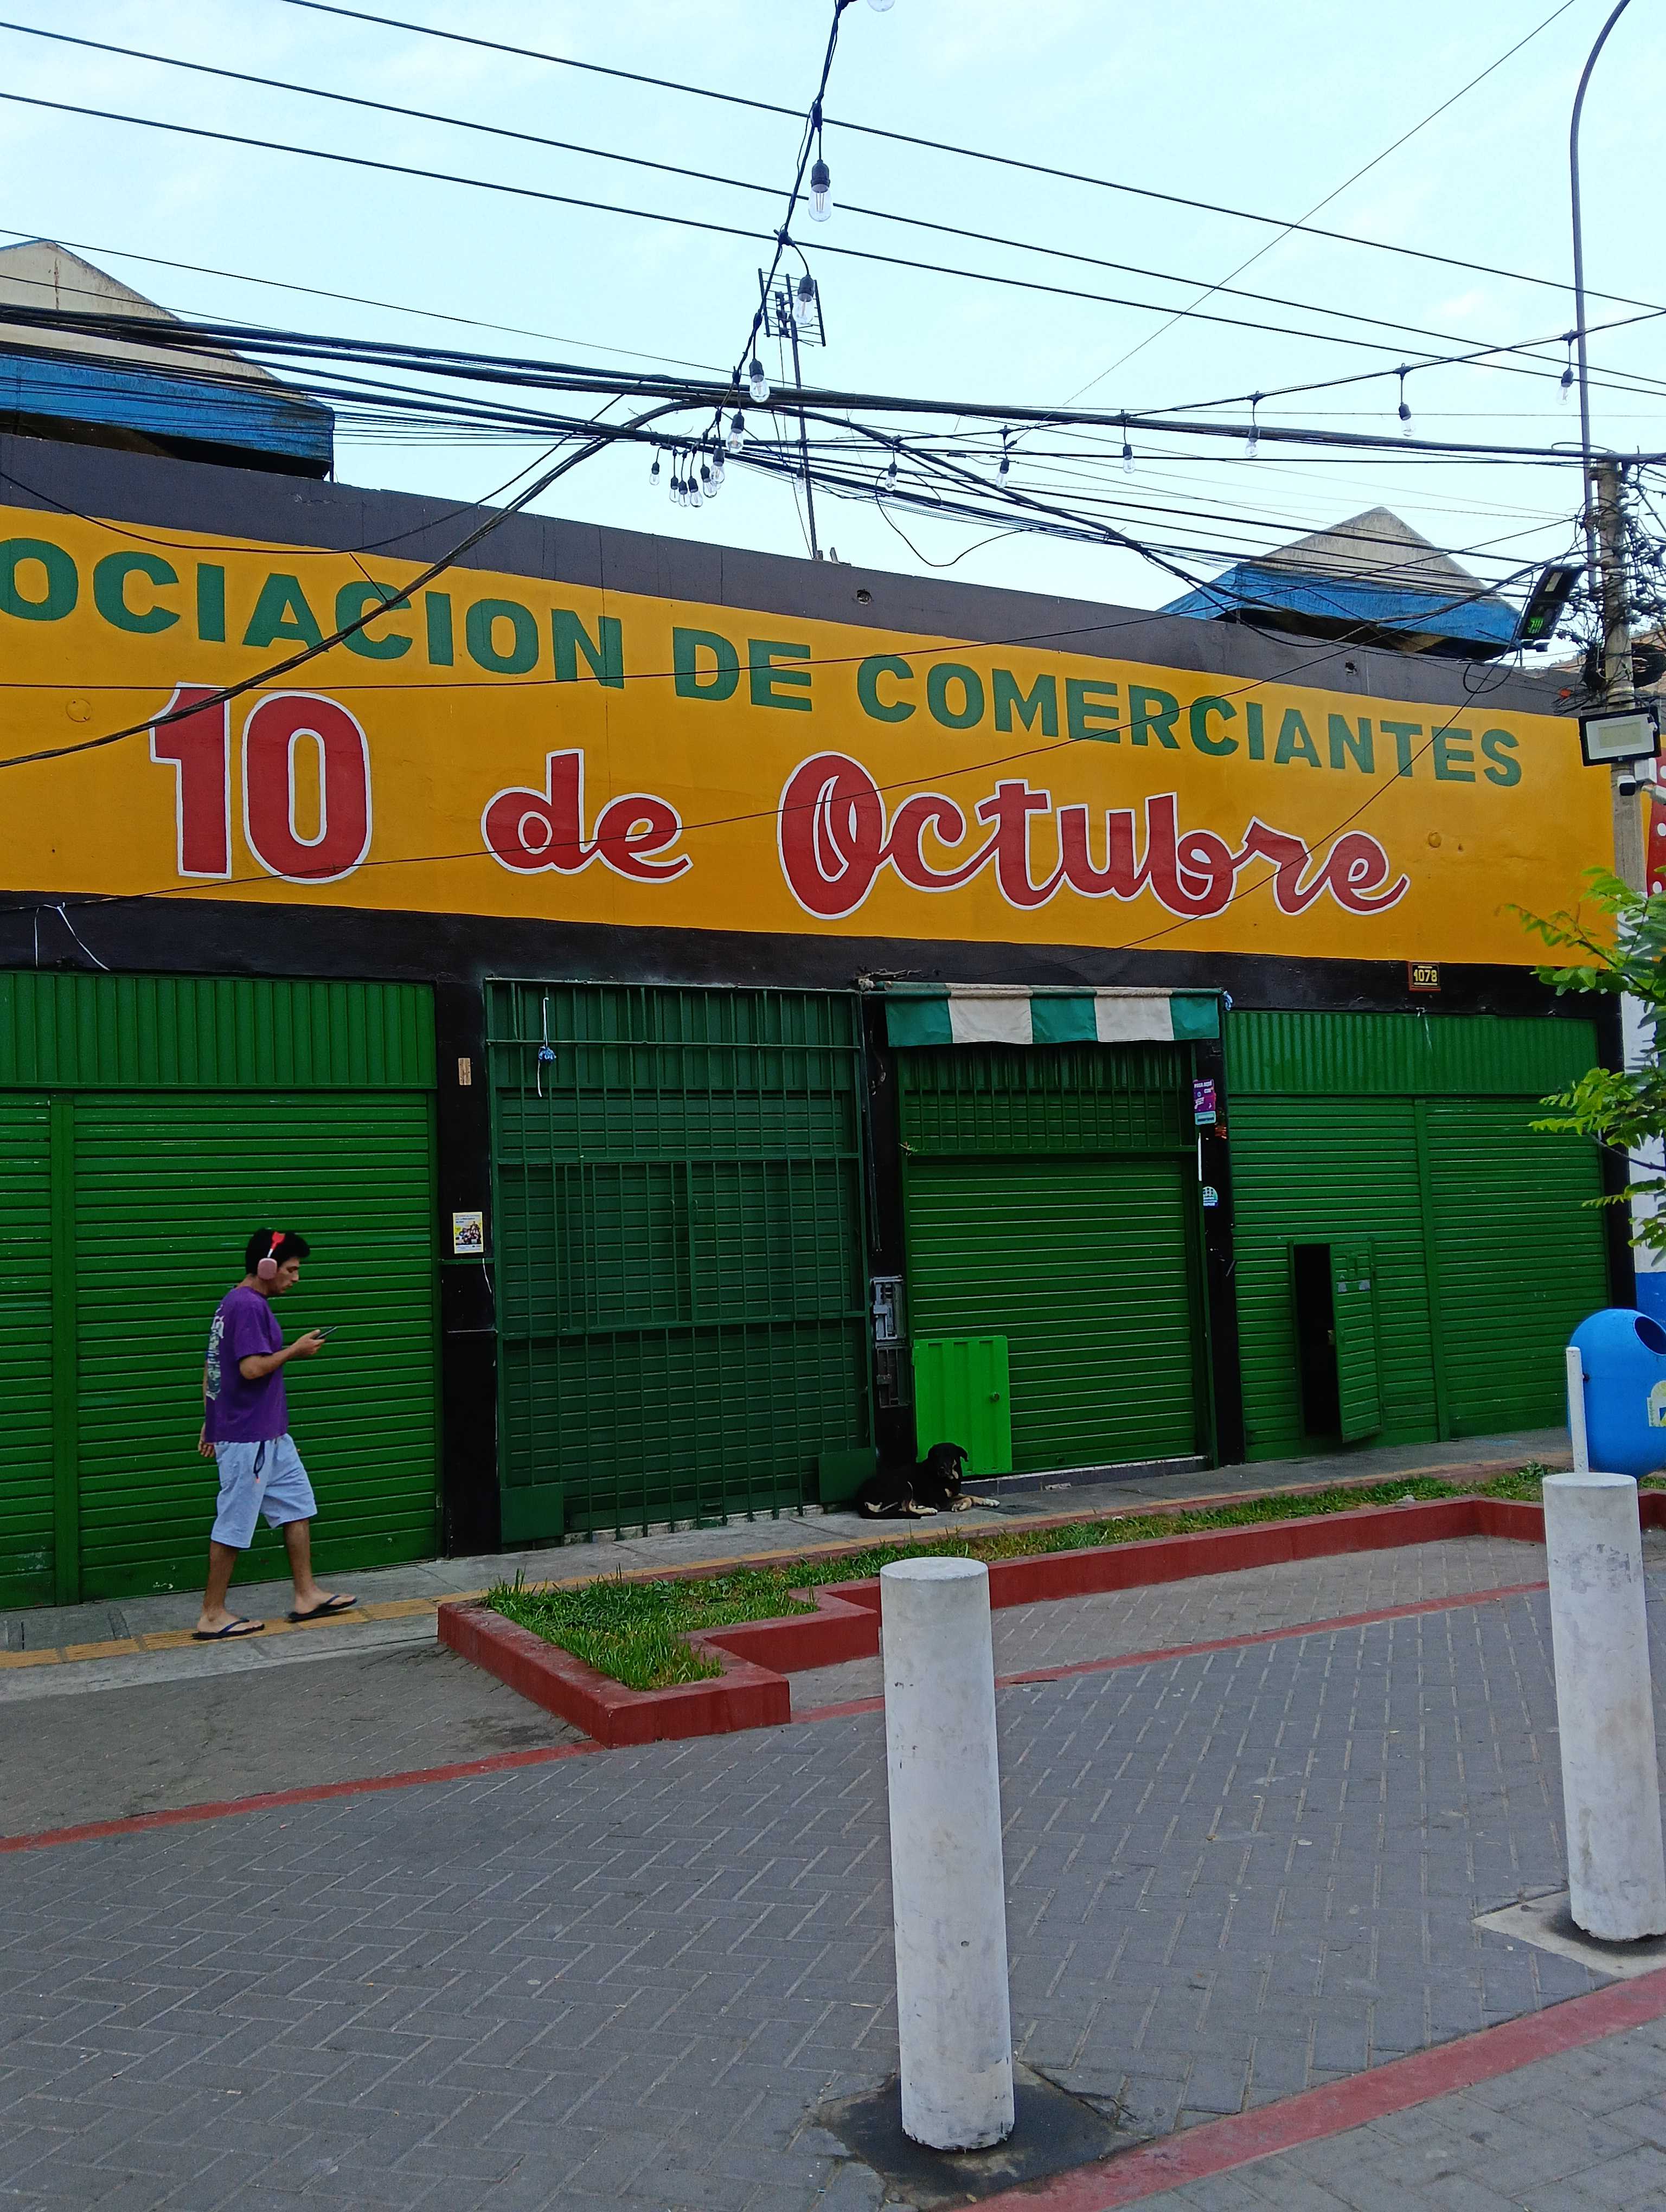 OCIACION DE COMERCIANTES
10 de Octubre
1078